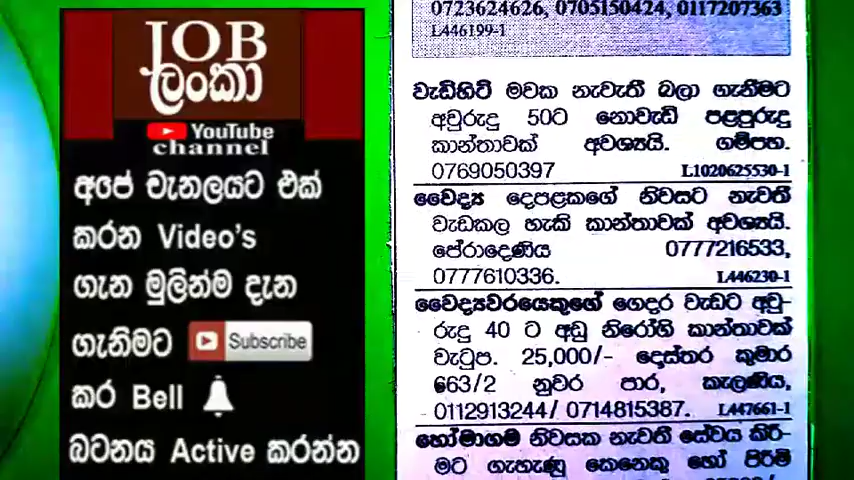 JOB
ලංකා
YouTube
channel
අපේ චැනලයට එක්
කරන Video's
ගැන මුලින්ම දැන
ගැනිමට Subscribe
කර Bell
බටනය Active කරන්න
0723624626, 0705150424, 0117207363
L446199-1
වැඩිහිටි මවක නැවැතී බලා ගැනීමට
අවුරුදු 50ට නොවැඩි පළපුරුදු
කාන්තාවක් අවශ්‍යයි. ගම්පහ.
0769050397 L1020625530-1
වෛද්‍ය දෙපළකගේ නිවසට නැවතී
වැඩකල හැකි කාන්තාවක් අවශ්‍යයි.
පේරාදෙණිය 0777216533,
0777610336. L446230-1
වෛද්‍යවරයෙකුගේ ගෙදර වැඩට අවු-
රුදු 40 ට අඩු නිරෝගි කාන්තාවක්
වැටුප. 25,000/- දොස්තර කුමාර
663/2 නුවර පාර, කැලණිය,
0112913244/ 0714815387. L447661-1
හෝමාගම නිවසක නැවතී සේවය කිරි-
මට ගැහැණු කෙනෙකු හෝ පිරිමි